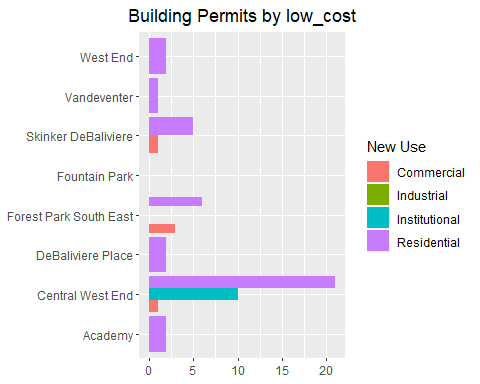 Building Permits by low_cost
West End
Vandeventer
Skinker DeBaliviere
Fountain Park
Forest Park South East
DeBaliviere Place
Central West End
Academy
0 5 10 15 20
New Use
Commercial
Industrial
Institutional
Residential